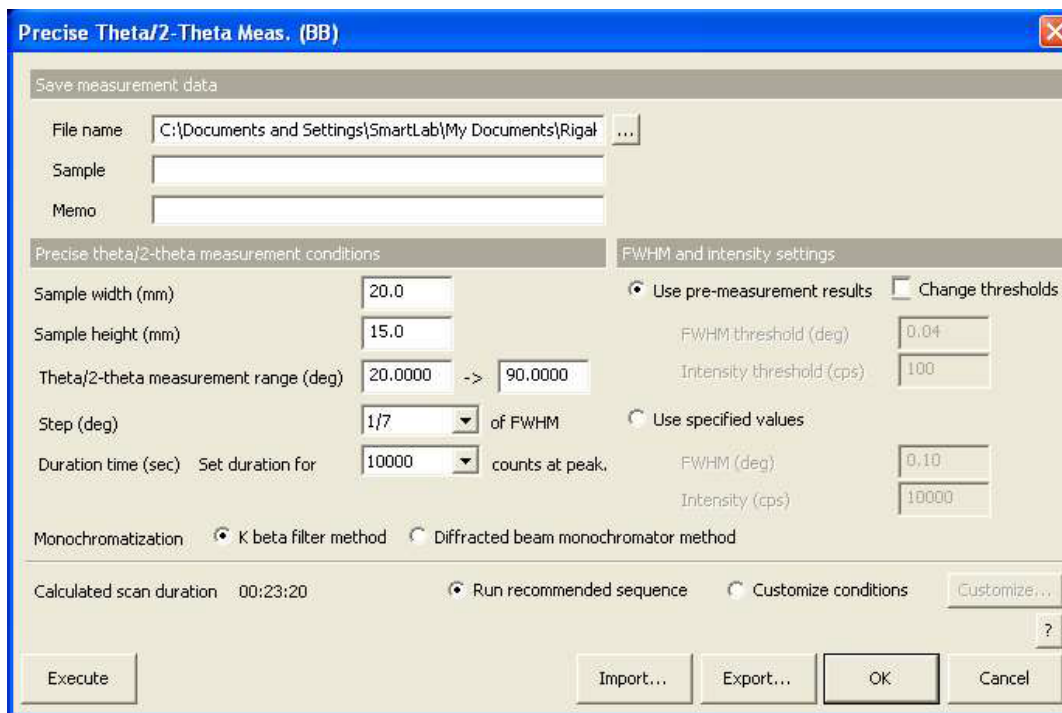 Precise Theta/2-Theta Meas. (BB)
Save measurement data
File name C:\Documents and Settings\SmartLab\My Documents\Rigak ...
Sample
Memo
Precise theta/2-theta measurement conditions
Sample width (mm) 20.0
Sample height (mm) 15.0
Theta/2-theta measurement range (deg) 20.0000 -> 90.0000
Step (deg) 1/7 of FWHM
Duration time (sec) Set duration for 10000 counts at peak.
FWHM and intensity settings
Use pre-measurement results Change thresholds
FWHM threshold (deg) 0.04
Intensity threshold (cps) 100
Use specified values
FWHM (deg) 0.10
Intensity (cps) 10000
Monochromatization K beta filter method Diffracted beam monochromator method
Calculated scan duration 00:23:20 Run recommended sequence Customize conditions Customize...
?
Execute Import... Export... OK Cancel